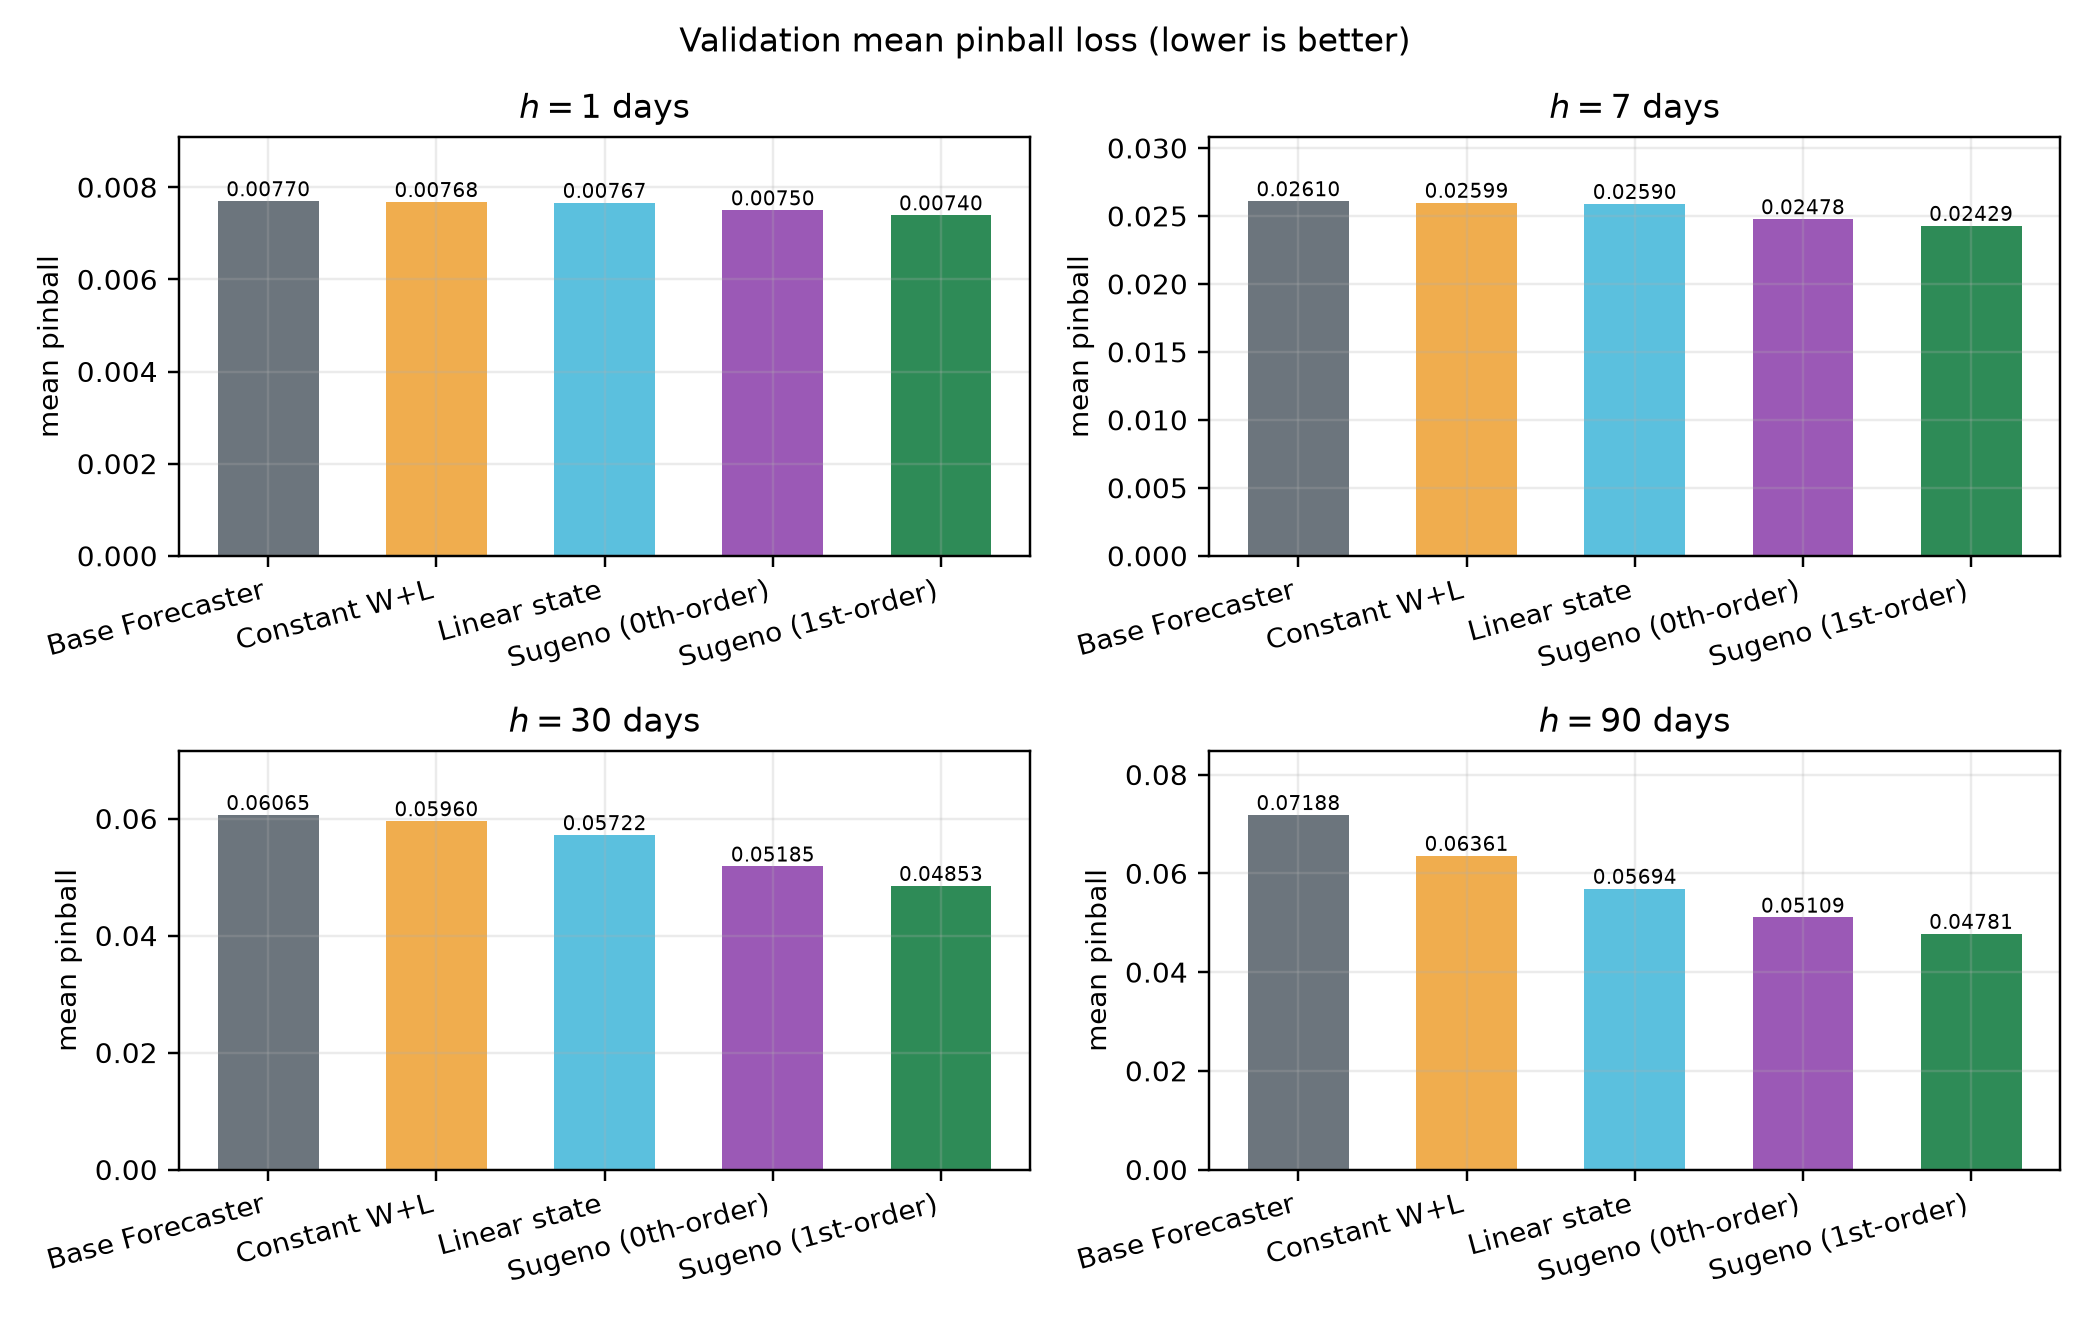 Validation mean pinball loss (lower is better)
h = 1 days
mean pinball
0.008
0.006
0.004
0.002
0.000
0.00770
0.00768
0.00767
0.00750
0.00740
Base Forecaster
Constant W+L
Linear state
Sugeno (0th-order)
Sugeno (1st-order)
h = 7 days
mean pinball
0.030
0.025
0.020
0.015
0.010
0.005
0.000
0.02610
0.02599
0.02590
0.02478
0.02429
Base Forecaster
Constant W+L
Linear state
Sugeno (0th-order)
Sugeno (1st-order)
h = 30 days
mean pinball
0.06
0.04
0.02
0.00
0.06065
0.05960
0.05722
0.05185
0.04853
Base Forecaster
Constant W+L
Linear state
Sugeno (0th-order)
Sugeno (1st-order)
h = 90 days
mean pinball
0.08
0.06
0.04
0.02
0.00
0.07188
0.06361
0.05694
0.05109
0.04781
Base Forecaster
Constant W+L
Linear state
Sugeno (0th-order)
Sugeno (1st-order)